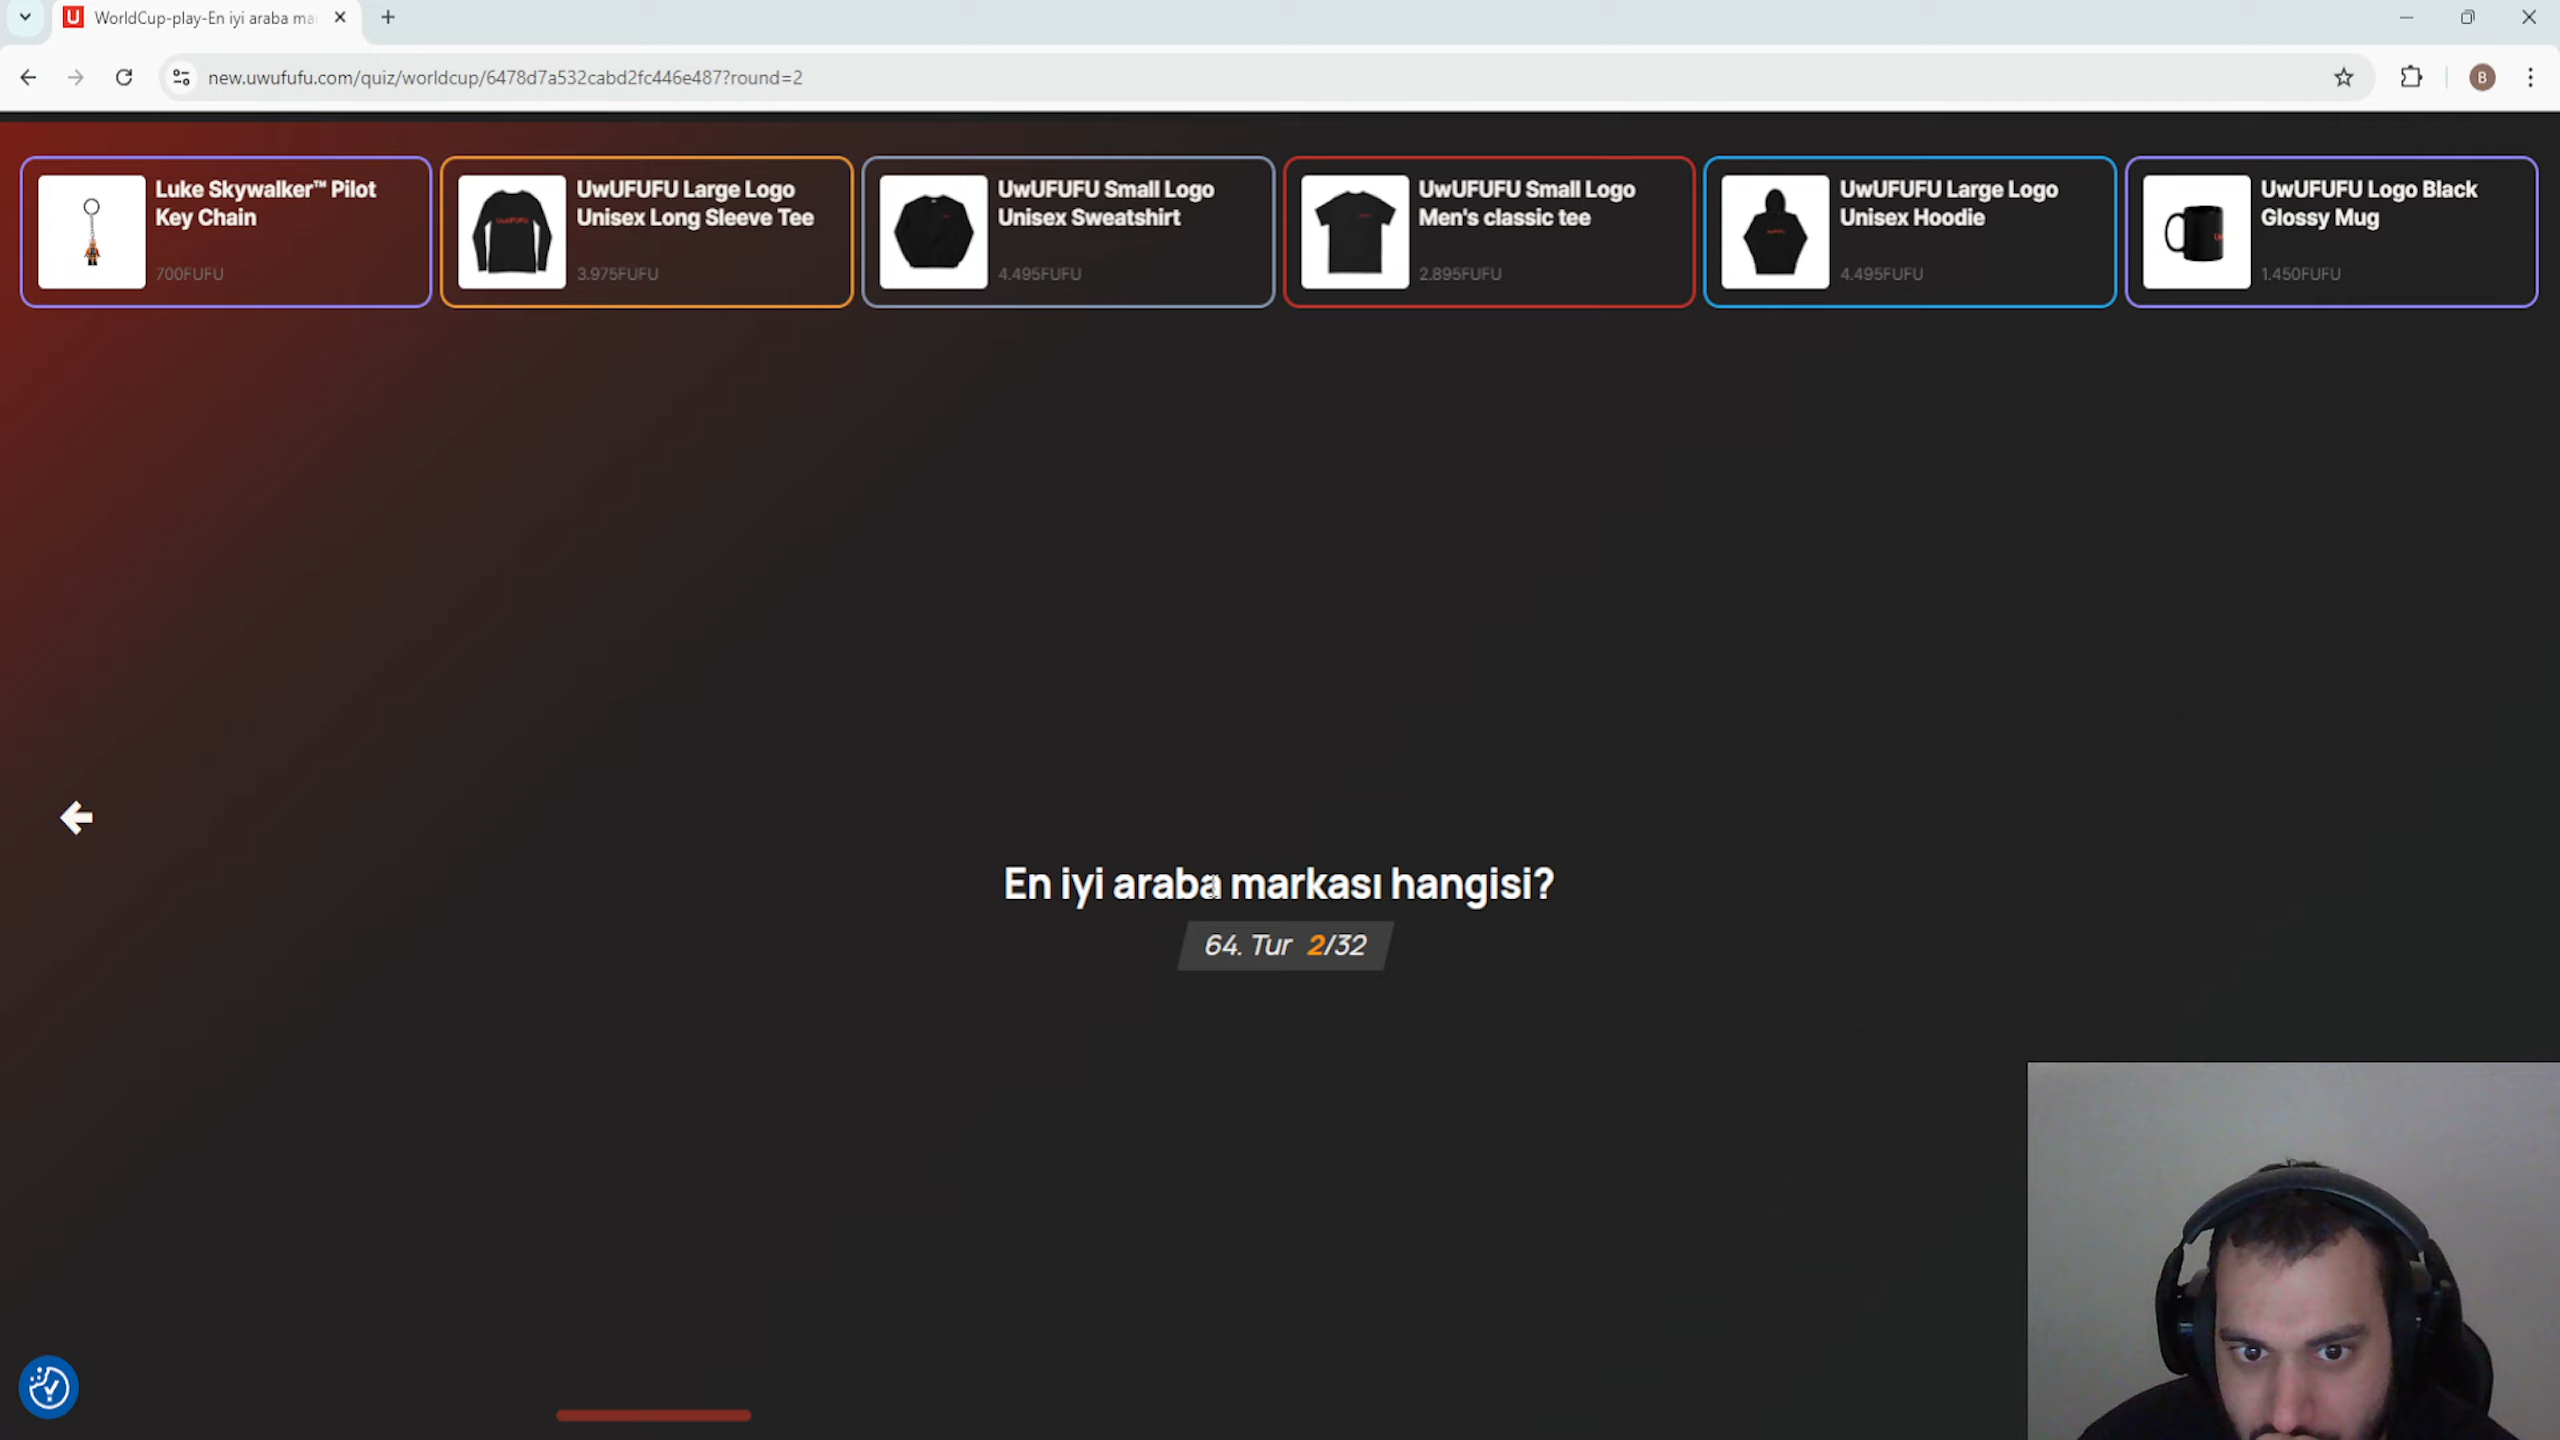 U WorldCup-play-En iyi araba ma
new.uwufufu.com/quiz/worldcup/6478d7a532cabd2fc446e487?round=2
B
Luke Skywalker™ Pilot
Key Chain
700FUFU
UwUFUFU Large Logo
Unisex Long Sleeve Tee
3.975FUFU
UwUFUFU Small Logo
Unisex Sweatshirt
4.495FUFU
UwUFUFU Small Logo
Men's classic tee
2.895FUFU
UwUFUFU Large Logo
Unisex Hoodie
4.495FUFU
UwUFUFU Logo Black
Glossy Mug
1.450FUFU
En iyi araba markası hangisi?
64. Tur 2/32